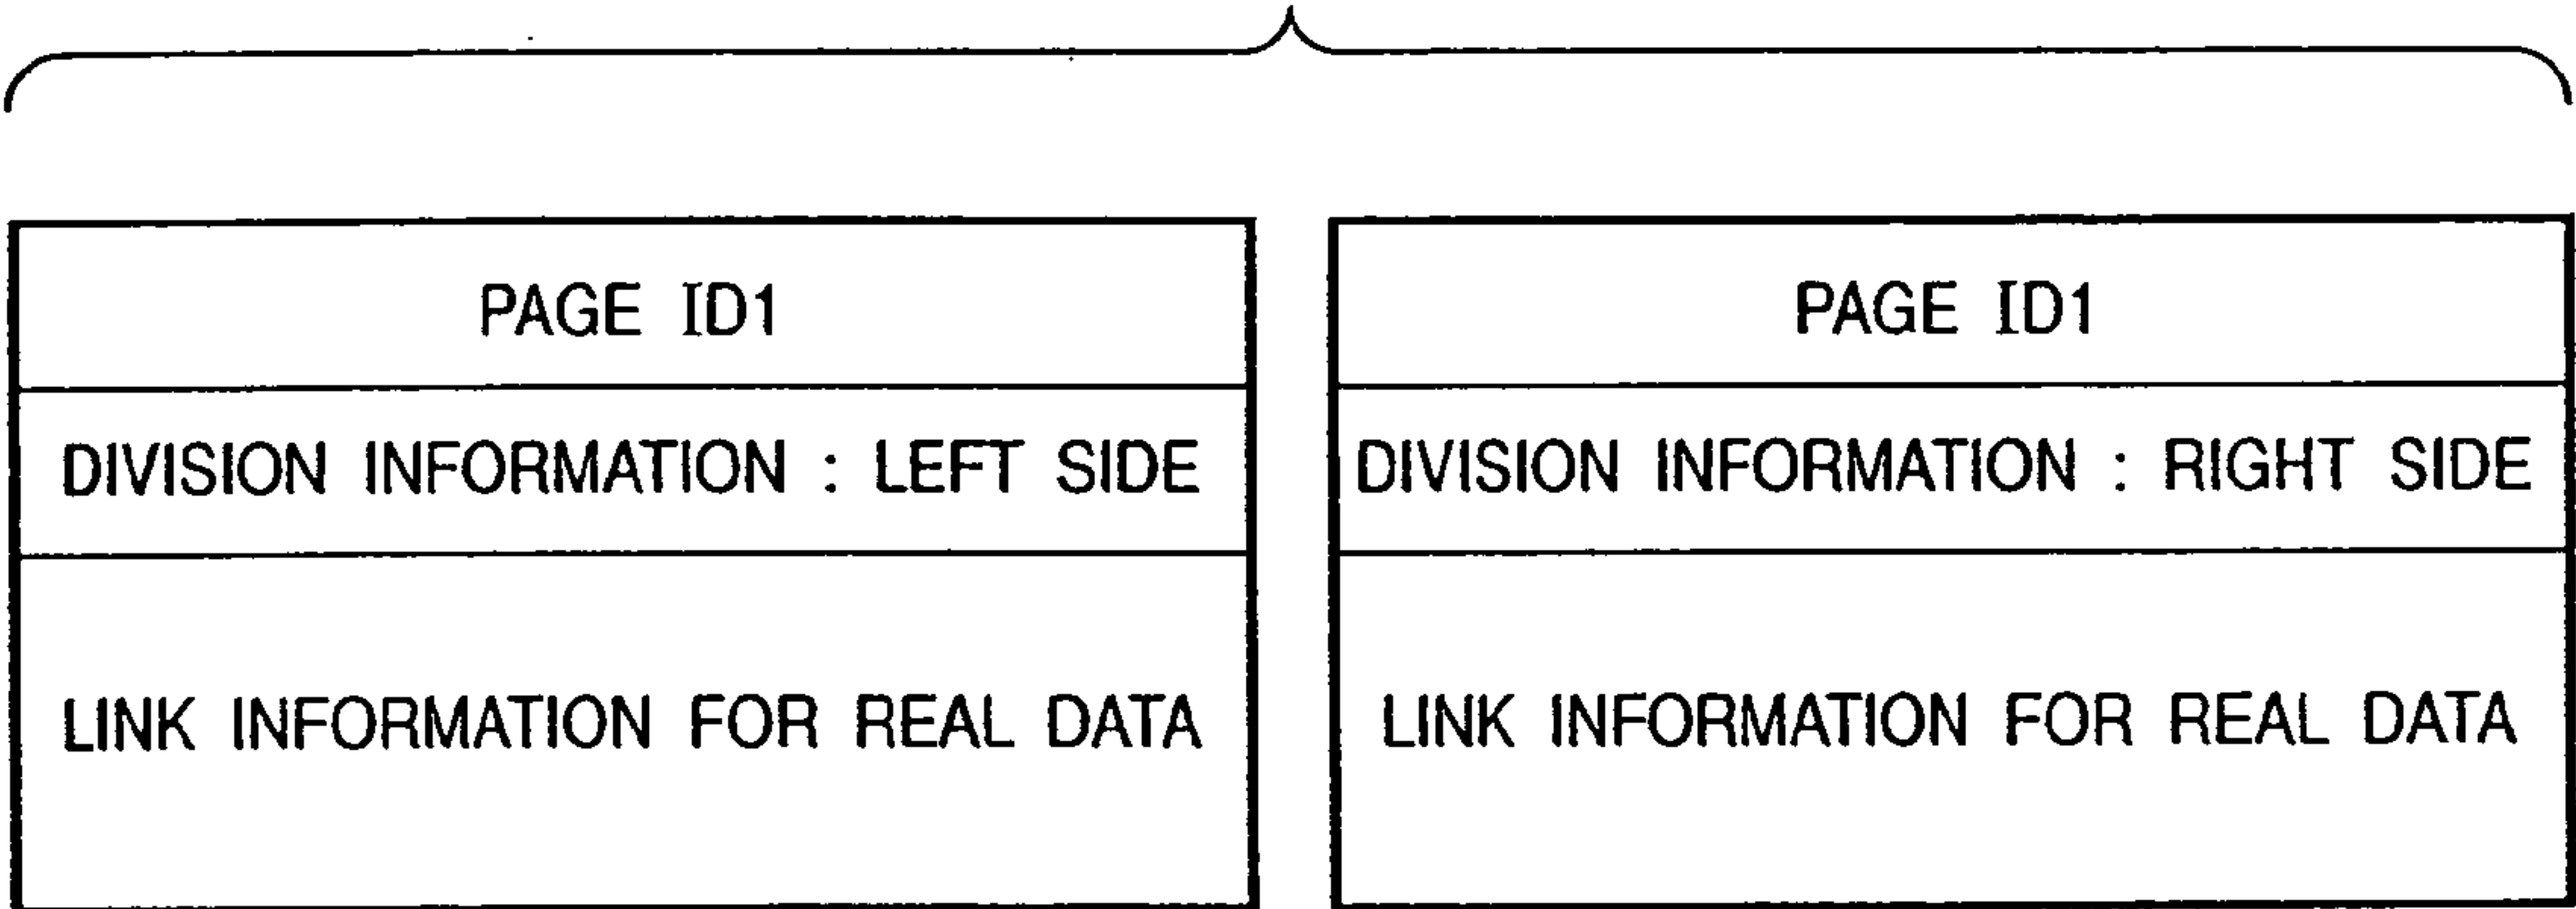 PAGE ID1
DIVISION INFORMATION : LEFT SIDE
LINK INFORMATION FOR REAL DATA
PAGE ID1
DIVISION INFORMATION : RIGHT SIDE
LINK INFORMATION FOR REAL DATA